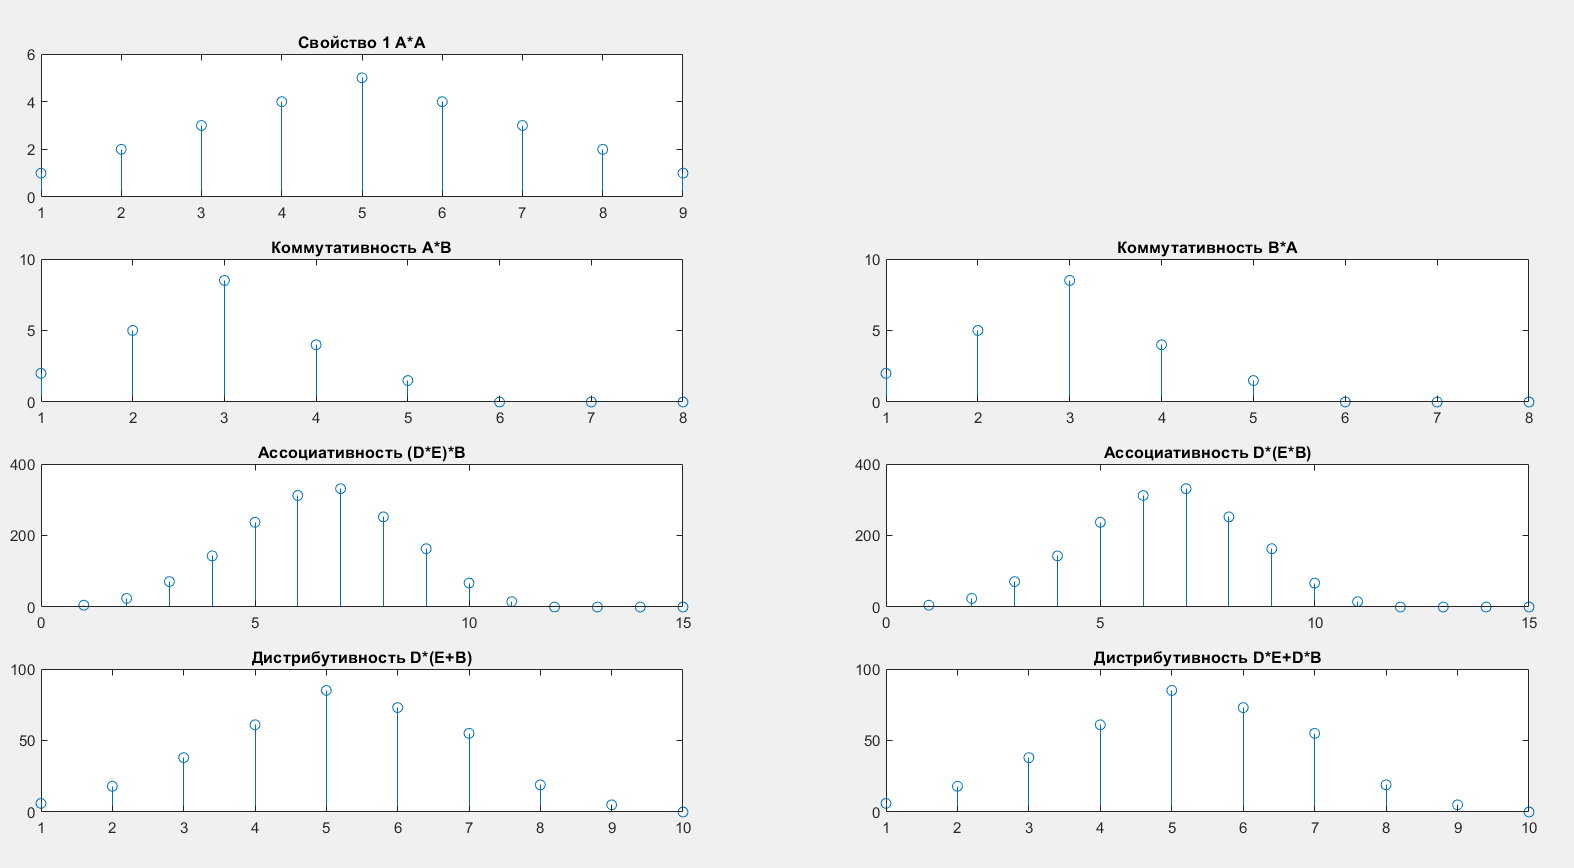 Свойство 1 A*A
6
4
2
0
1 2 3 4 5 6 7 8 9
Коммутативность A*B
10
5
0
1 2 3 4 5 6 7 8
Коммутативность B*A
10
5
0
1 2 3 4 5 6 7 8
Ассоциативность (D*E)*B
400
200
0
0 5 10 15
Ассоциативность D*(E*B)
400
200
0
0 5 10 15
Дистрибутивность D*(E+B)
100
50
0
1 2 3 4 5 6 7 8 9 10
Дистрибутивность D*E+D*B
100
50
0
1 2 3 4 5 6 7 8 9 10